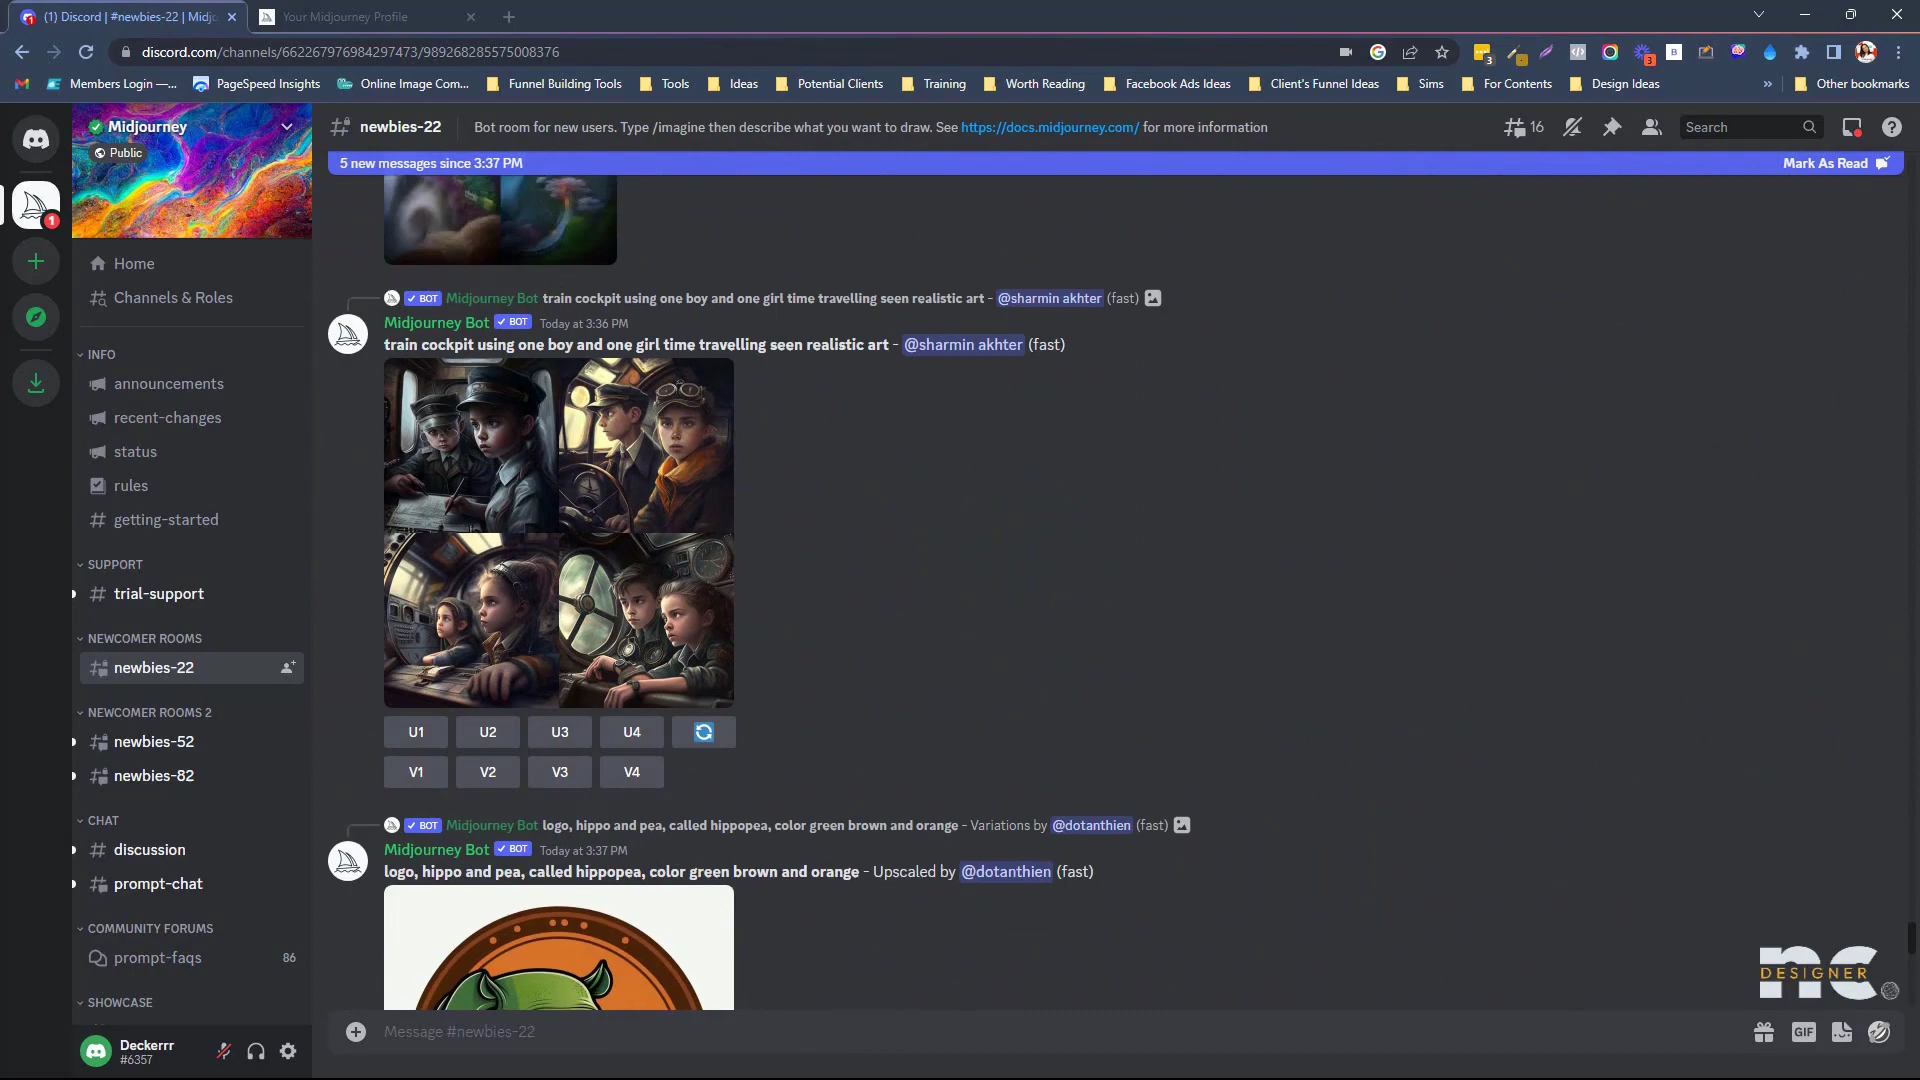 (1) Discord | #newbies-22 | Midjo
Your Midjourney Profile
discord.com/channels/662267976984297473/989268285575008376
3
3
B
Members Login —...
PageSpeed Insights
Online Image Com...
Funnel Building Tools
Tools
Ideas
Potential Clients
Training
Worth Reading
Facebook Ads Ideas
Client's Funnel Ideas
Sims
For Contents
Design Ideas
»
Other bookmarks
Midjourney
Public
newbies-22
Bot room for new users. Type /imagine then describe what you want to draw. See https://docs.midjourney.com/ for more information
16
Search
5 new messages since 3:37 PM
Mark As Read
1
Home
Channels & Roles
INFO
announcements
recent-changes
status
rules
getting-started
SUPPORT
trial-support
NEWCOMER ROOMS
newbies-22
NEWCOMER ROOMS 2
newbies-52
newbies-82
CHAT
discussion
prompt-chat
COMMUNITY FORUMS
prompt-faqs
86
SHOWCASE
Deckerrr
#6357
BOT Midjourney Bot train cockpit using one boy and one girl time travelling seen realistic art - @sharmin akhter (fast)
Midjourney Bot BOT Today at 3:36 PM
train cockpit using one boy and one girl time travelling seen realistic art - @sharmin akhter (fast)
U1 U2 U3 U4
V1 V2 V3 V4
BOT Midjourney Bot logo, hippo and pea, called hippopea, color green brown and orange - Variations by @dotanthien (fast)
Midjourney Bot BOT Today at 3:37 PM
logo, hippo and pea, called hippopea, color green brown and orange - Upscaled by @dotanthien (fast)
Message #newbies-22
GIF
nc
DESIGNER